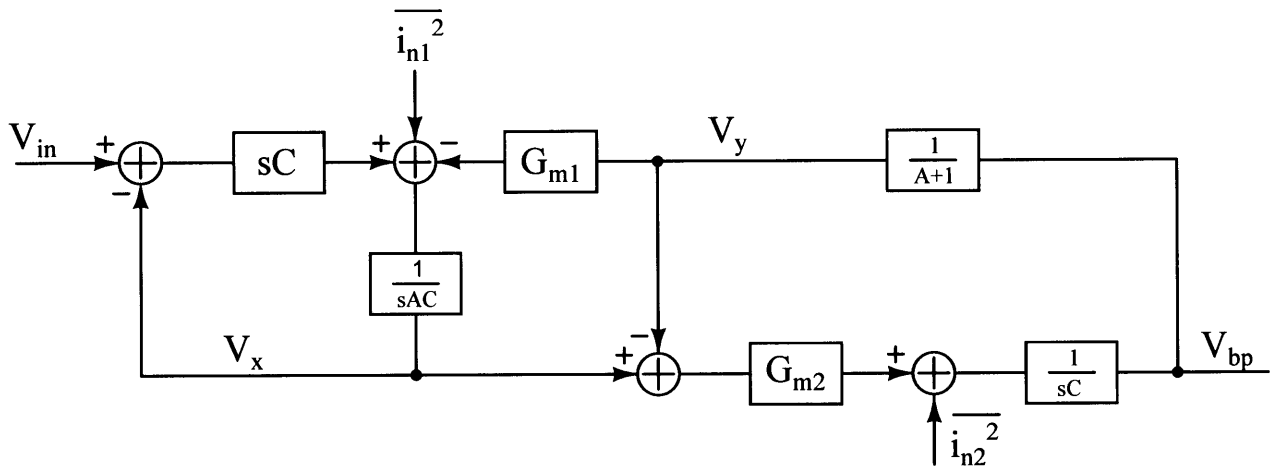 i_n1^2
V_in + sC + − G_m1 V_y 1/(A+1)
−
1/(sAC)
V_x − + G_m2 + 1/(sC) V_bp
i_n2^2